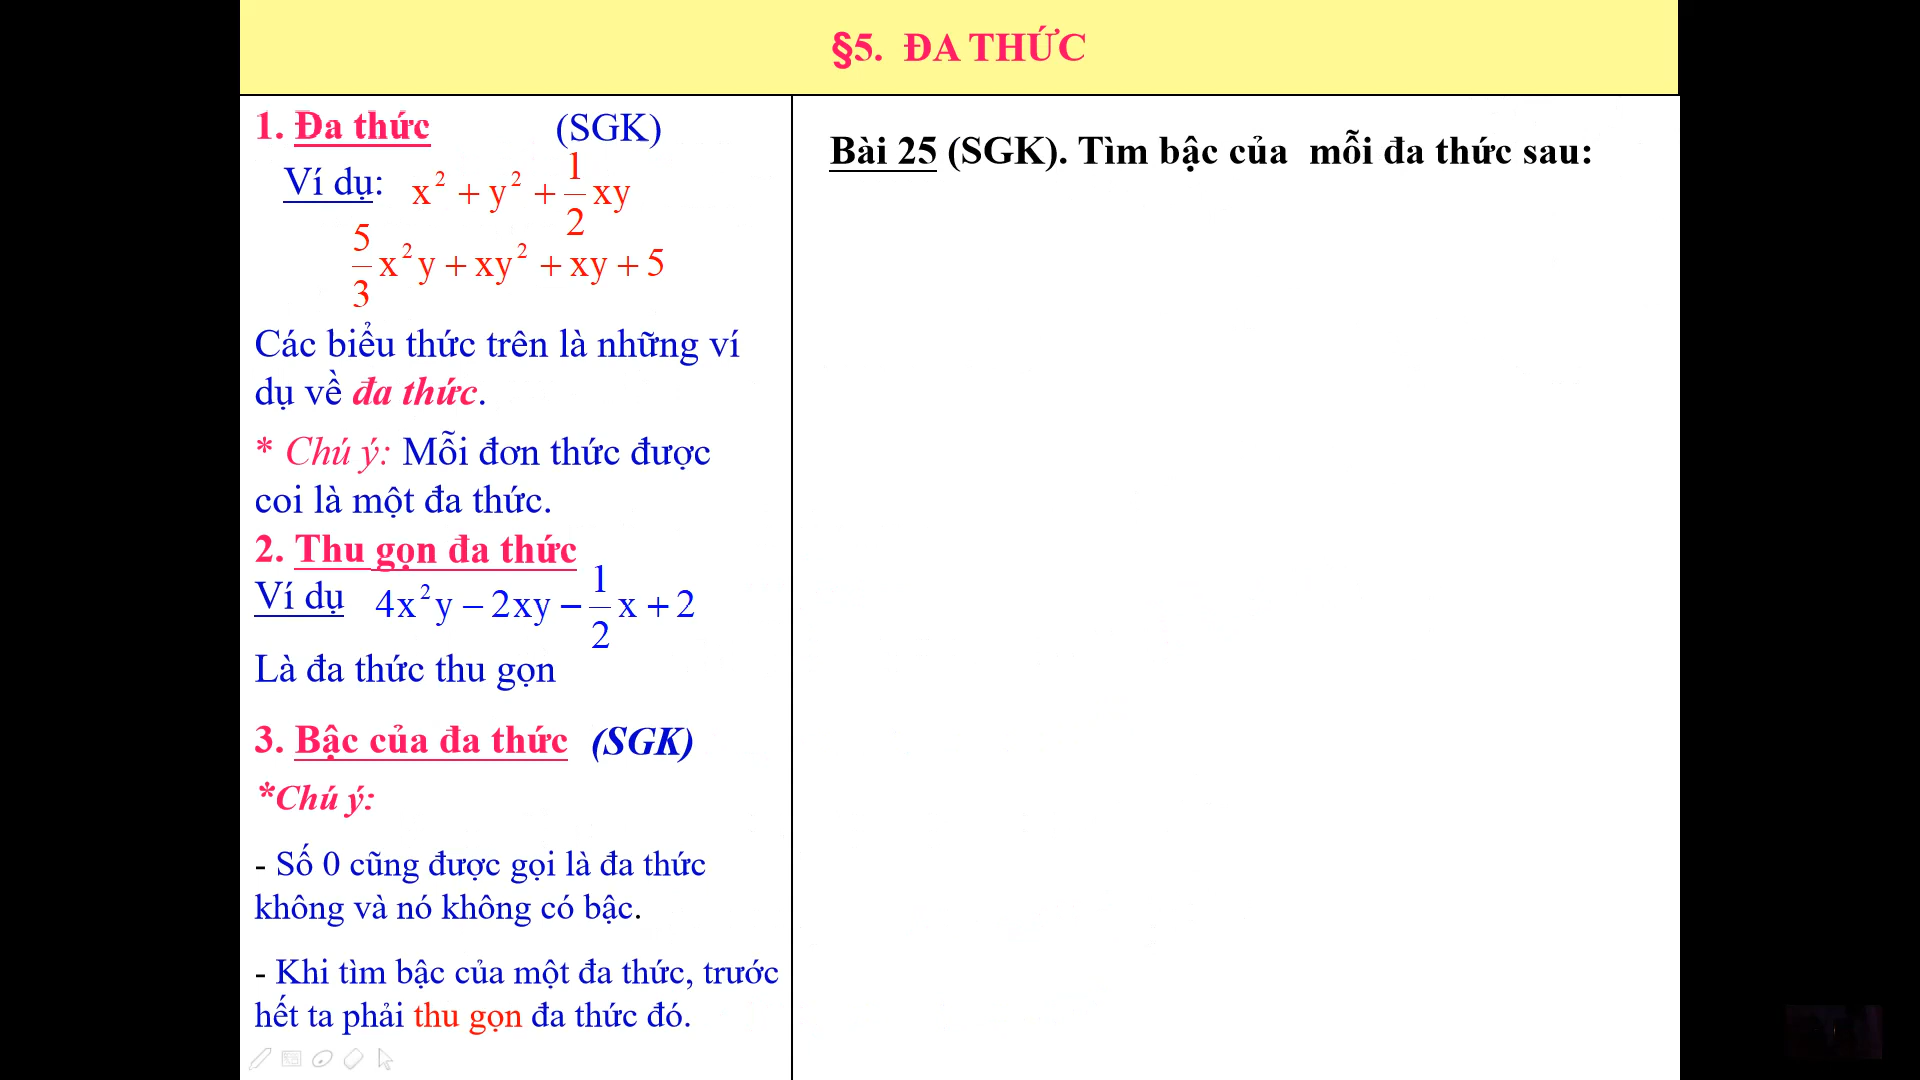 §5. ĐA THỨC
1. Đa thức (SGK)
Ví dụ: x² + y² + 1/2 xy
5/3 x²y + xy² + xy + 5
Các biểu thức trên là những ví
dụ về đa thức.
* Chú ý: Mỗi đơn thức được
coi là một đa thức.
2. Thu gọn đa thức
Ví dụ 4x²y − 2xy − 1/2 x + 2
Là đa thức thu gọn
3. Bậc của đa thức (SGK)
*Chú ý:
- Số 0 cũng được gọi là đa thức
không và nó không có bậc.
- Khi tìm bậc của một đa thức, trước
hết ta phải thu gọn đa thức đó.
Bài 25 (SGK). Tìm bậc của mỗi đa thức sau: